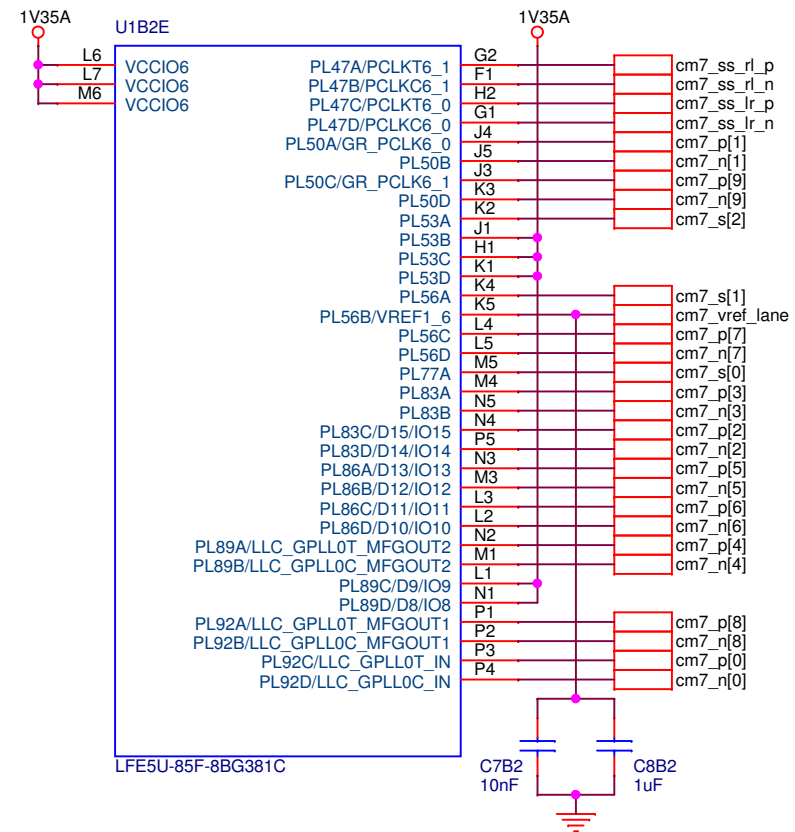 1V35A
U1B2E
1V35A
L6 VCCIO6
L7 VCCIO6
M6 VCCIO6
PL47A/PCLKT6_1 G2 cm7_ss_rl_p
PL47B/PCLKC6_1 F1 cm7_ss_rl_n
PL47C/PCLKT6_0 H2 cm7_ss_lr_p
PL47D/PCLKC6_0 G1 cm7_ss_lr_n
PL50A/GR_PCLK6_0 J4 cm7_p[1]
PL50B J5 cm7_n[1]
PL50C/GR_PCLK6_1 J3 cm7_p[9]
PL50D K3 cm7_n[9]
PL53A K2 cm7_s[2]
PL53B J1
PL53C H1
PL53D K1
PL56A K4 cm7_s[1]
PL56B/VREF1_6 K5 cm7_vref_lane
PL56C L4 cm7_p[7]
PL56D L5 cm7_n[7]
PL77A M5 cm7_s[0]
PL83A M4 cm7_p[3]
PL83B N5 cm7_n[3]
PL83C/D15/IO15 N4 cm7_p[2]
PL83D/D14/IO14 P5 cm7_n[2]
PL86A/D13/IO13 N3 cm7_p[5]
PL86B/D12/IO12 M3 cm7_n[5]
PL86C/D11/IO11 L3 cm7_p[6]
PL86D/D10/IO10 L2 cm7_n[6]
PL89A/LLC_GPLL0T_MFGOUT2 N2 cm7_p[4]
PL89B/LLC_GPLL0C_MFGOUT2 M1 cm7_n[4]
PL89C/D9/IO9 L1
PL89D/D8/IO8 N1
PL92A/LLC_GPLL0T_MFGOUT1 P1 cm7_p[8]
PL92B/LLC_GPLL0C_MFGOUT1 P2 cm7_n[8]
PL92C/LLC_GPLL0T_IN P3 cm7_p[0]
PL92D/LLC_GPLL0C_IN P4 cm7_n[0]
LFE5U-85F-8BG381C
C7B2
10nF
C8B2
1uF